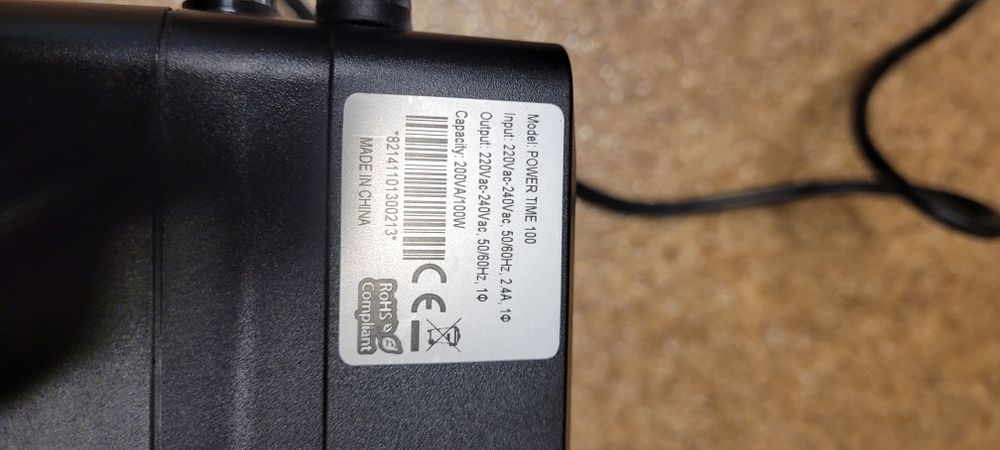 Model: POWER TIME 100
Input: 220Vac-240Vac, 50/60Hz, 2.4A, 1Φ
Output: 220Vac-240Vac, 50/60Hz, 1Φ
Capacity: 200VA/100W
*82141101300213*
MADE IN CHINA
CE
RoHS
Compliant